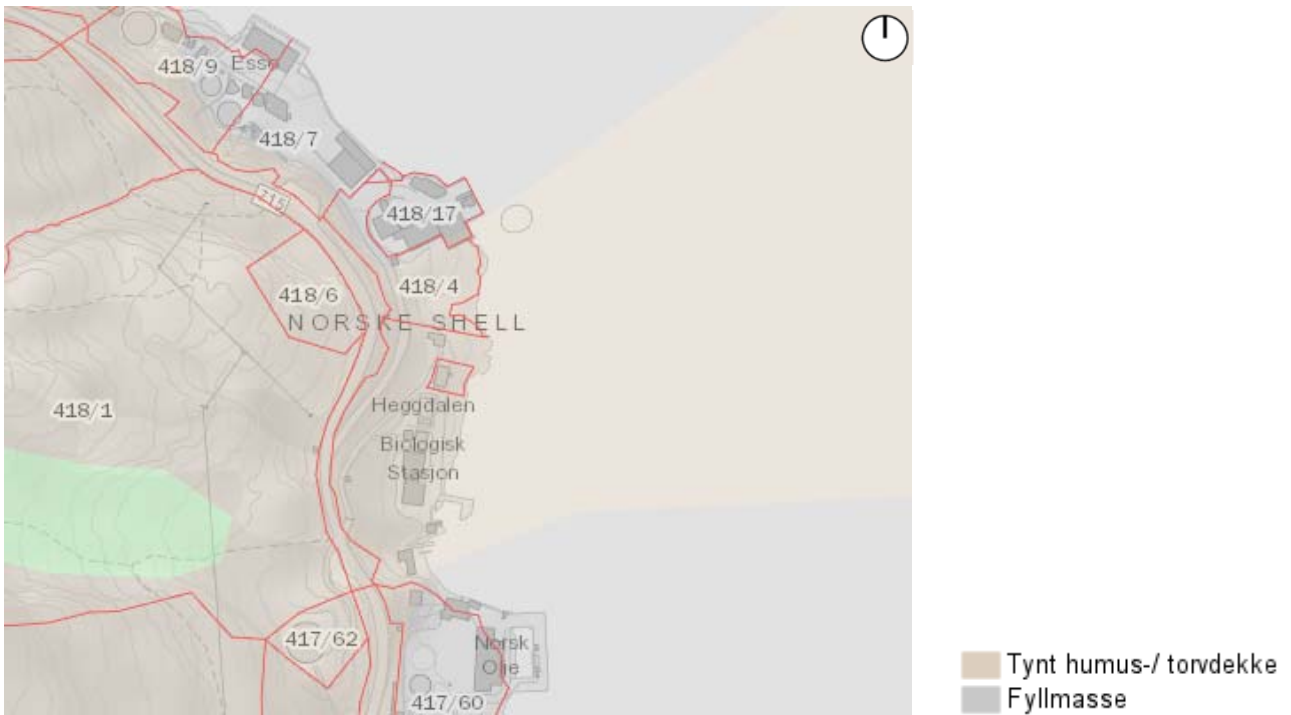 418/9 Esso
418/7
715
418/17
418/6
418/4
NORSKE SHELL
418/1
Heggdalen
Biologisk
Stasjon
417/62
Norsk
Olje
417/60
Tynt humus-/ torvdekke
Fyllmasse